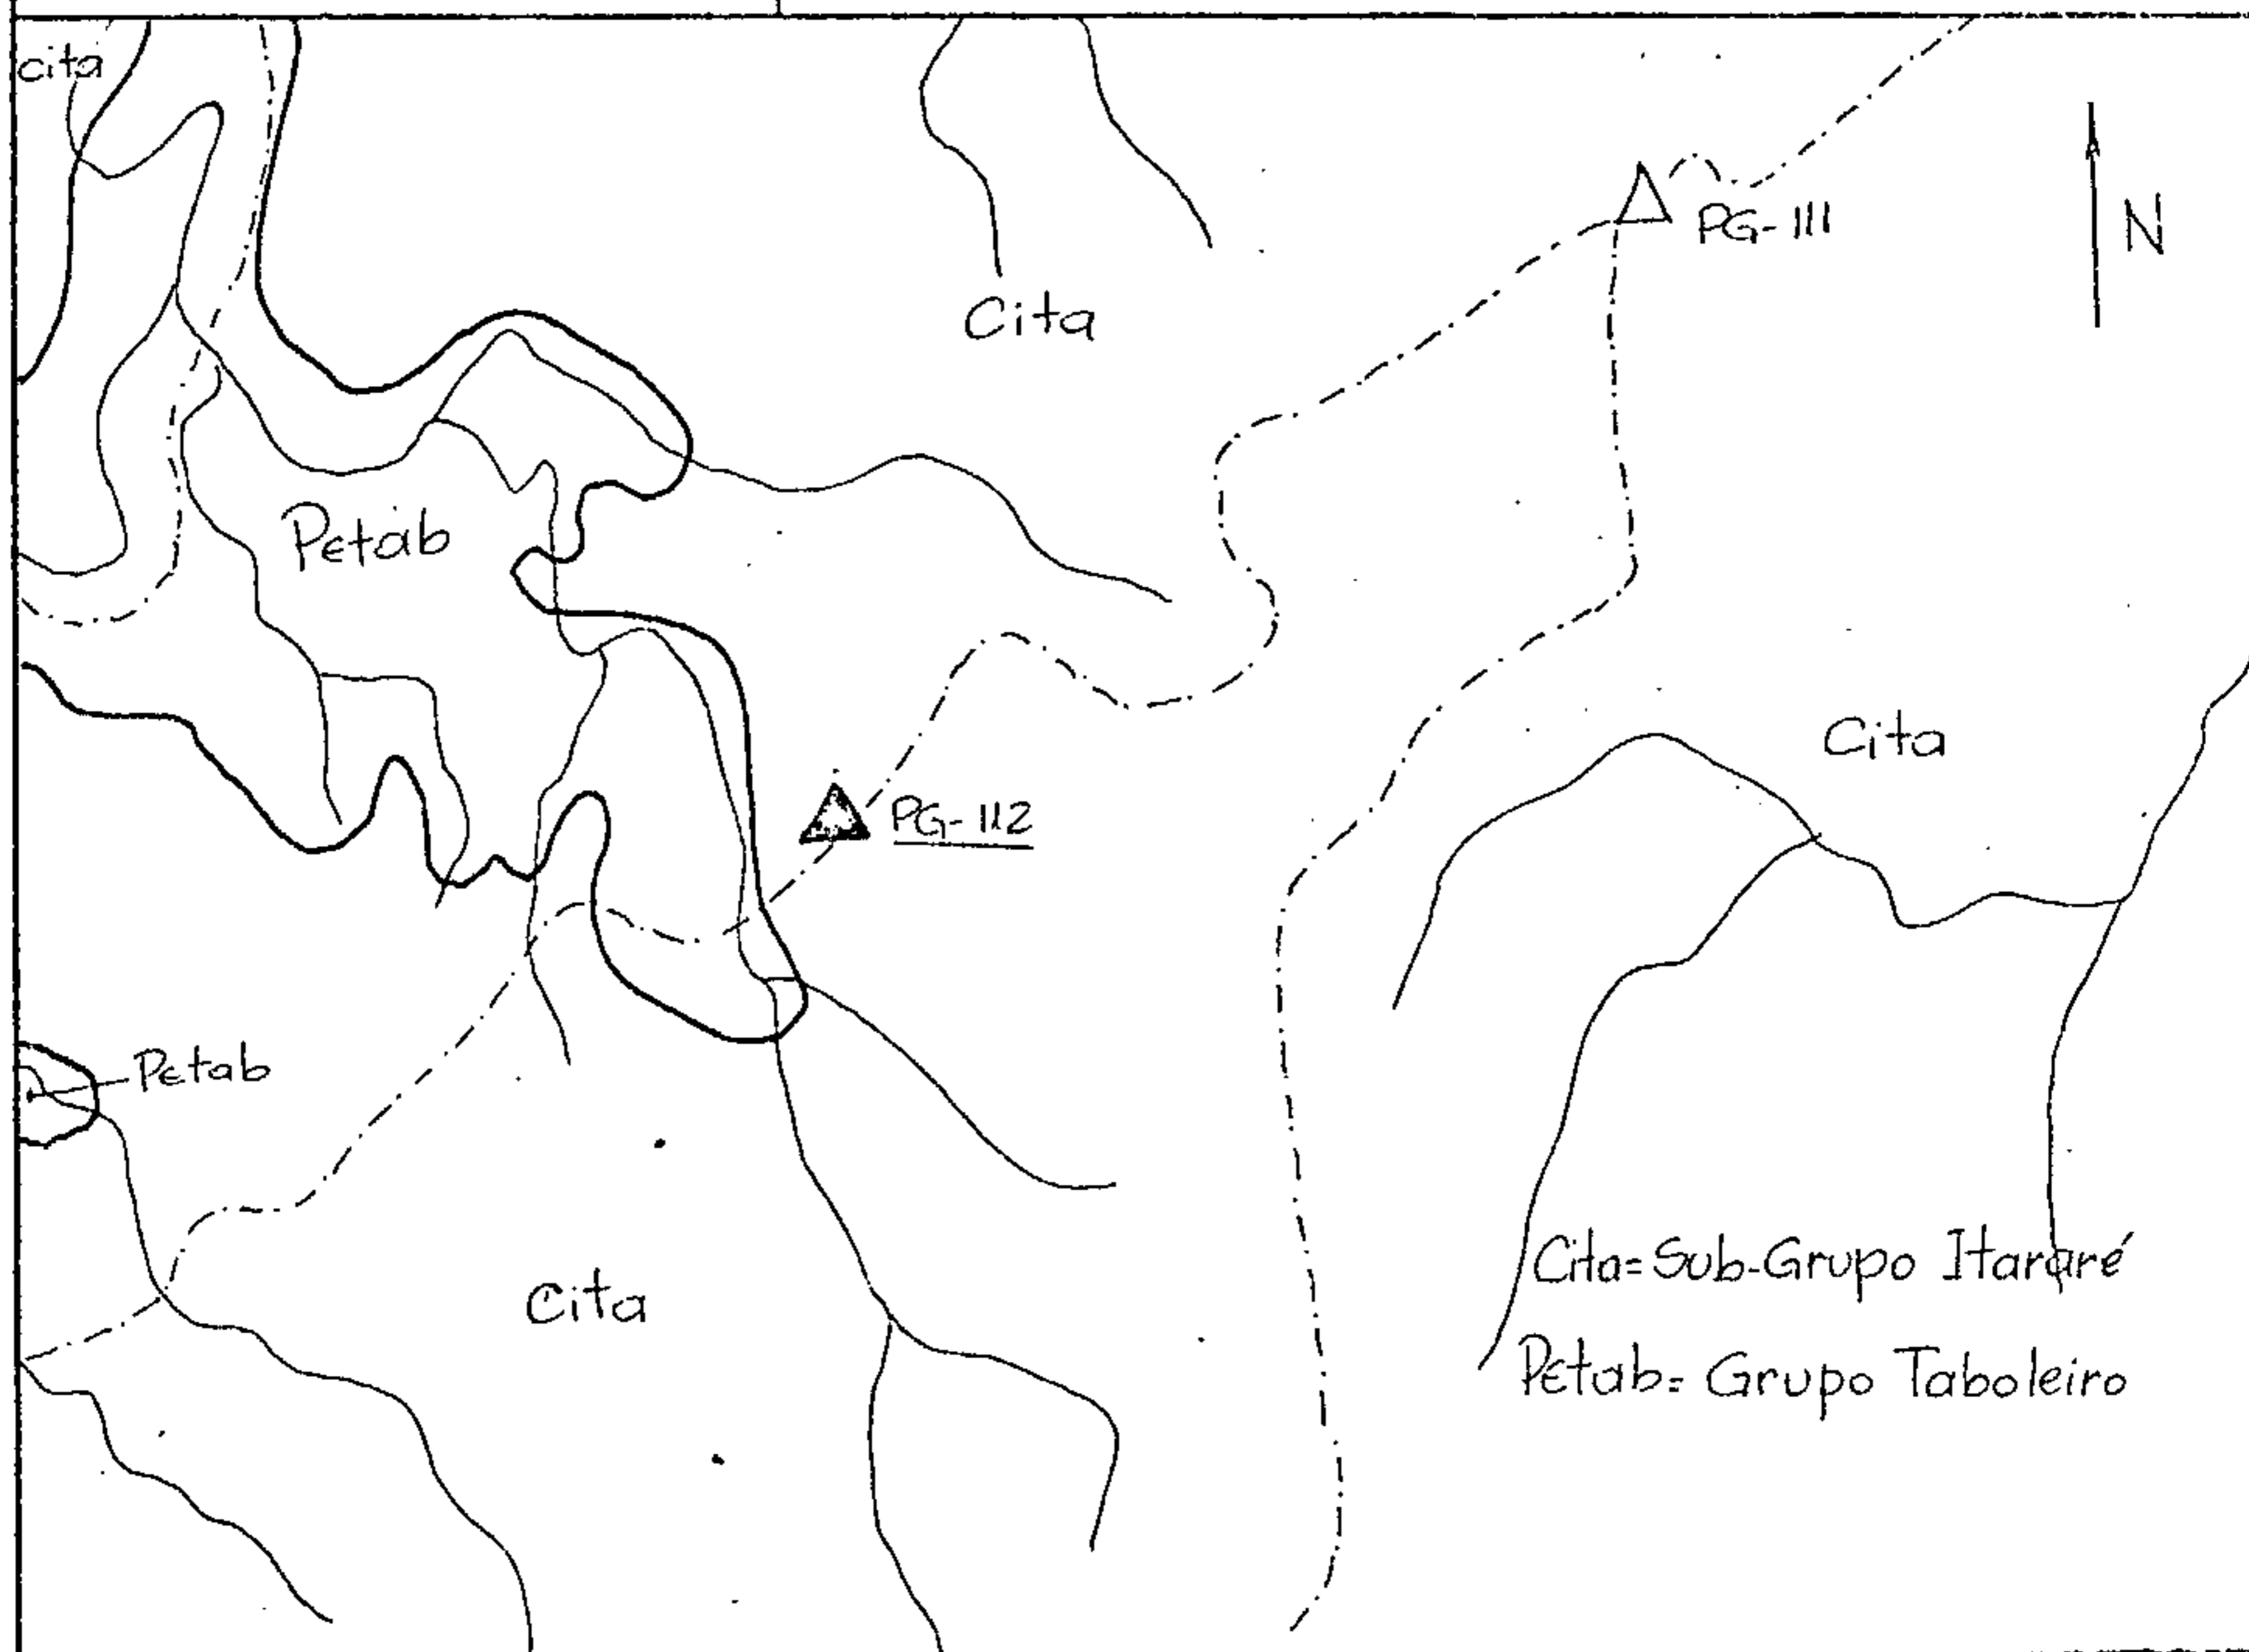 cita
PG-111
N
Cita
Petab
Cita
PG-112
Petab
Cita
Cita=Sub-Grupo Itararé
Petab= Grupo Taboleiro